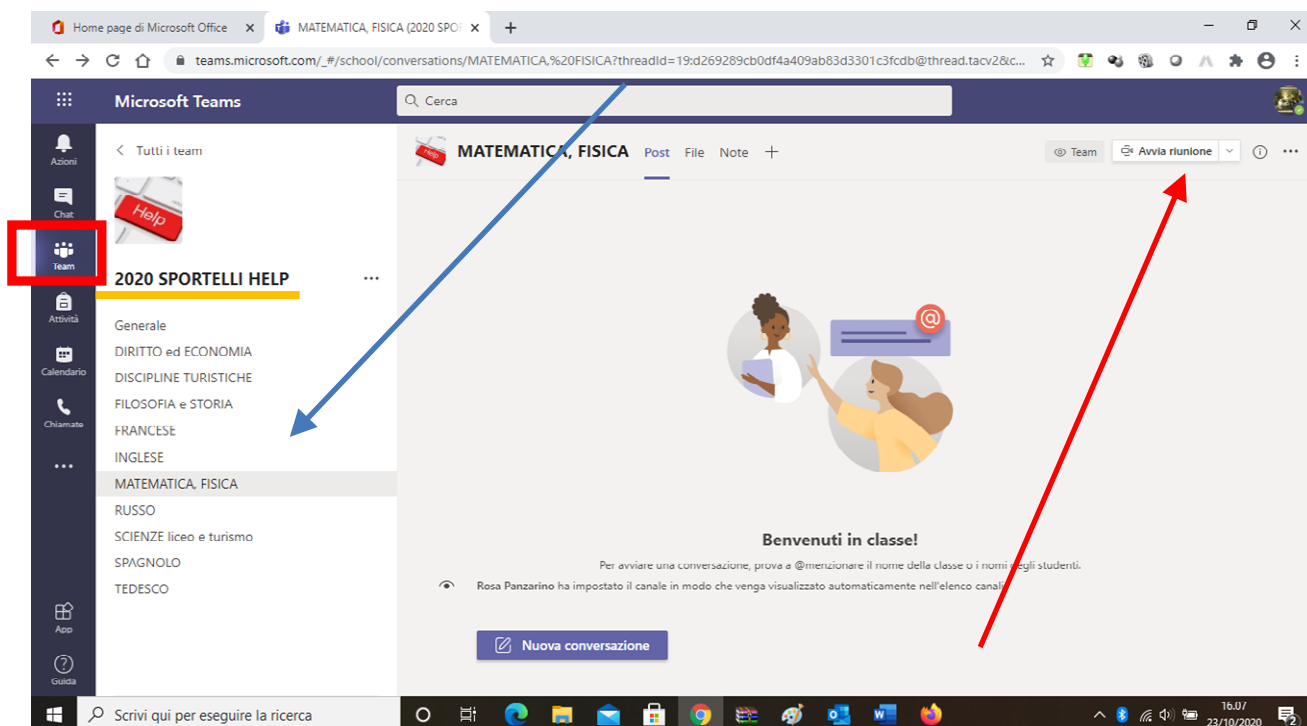 Home page di Microsoft Office
MATEMATICA, FISICA (2020 SPOF
teams.microsoft.com/_#/school/conversations/MATEMATICA,%20FISICA?threadId=19:d269289cb0df4a409ab83d3301c3fcdb@thread.tacv2&c...
Microsoft Teams
Cerca
Azioni
Chat
Team
Attività
Calendario
Chiamate
App
Guida
Tutti i team
Help
2020 SPORTELLI HELP
Generale
DIRITTO ed ECONOMIA
DISCIPLINE TURISTICHE
FILOSOFIA e STORIA
FRANCESE
INGLESE
MATEMATICA, FISICA
RUSSO
SCIENZE liceo e turismo
SPAGNOLO
TEDESCO
Help
MATEMATICA, FISICA
Post File Note
Team
Avvia riunione
@
Benvenuti in classe!
Per avviare una conversazione, prova a @menzionare il nome della classe o i nomi degli studenti.
Rosa Panzarino ha impostato il canale in modo che venga visualizzato automaticamente nell'elenco canali
Nuova conversazione
Scrivi qui per eseguire la ricerca
16.07
23/10/2020
2